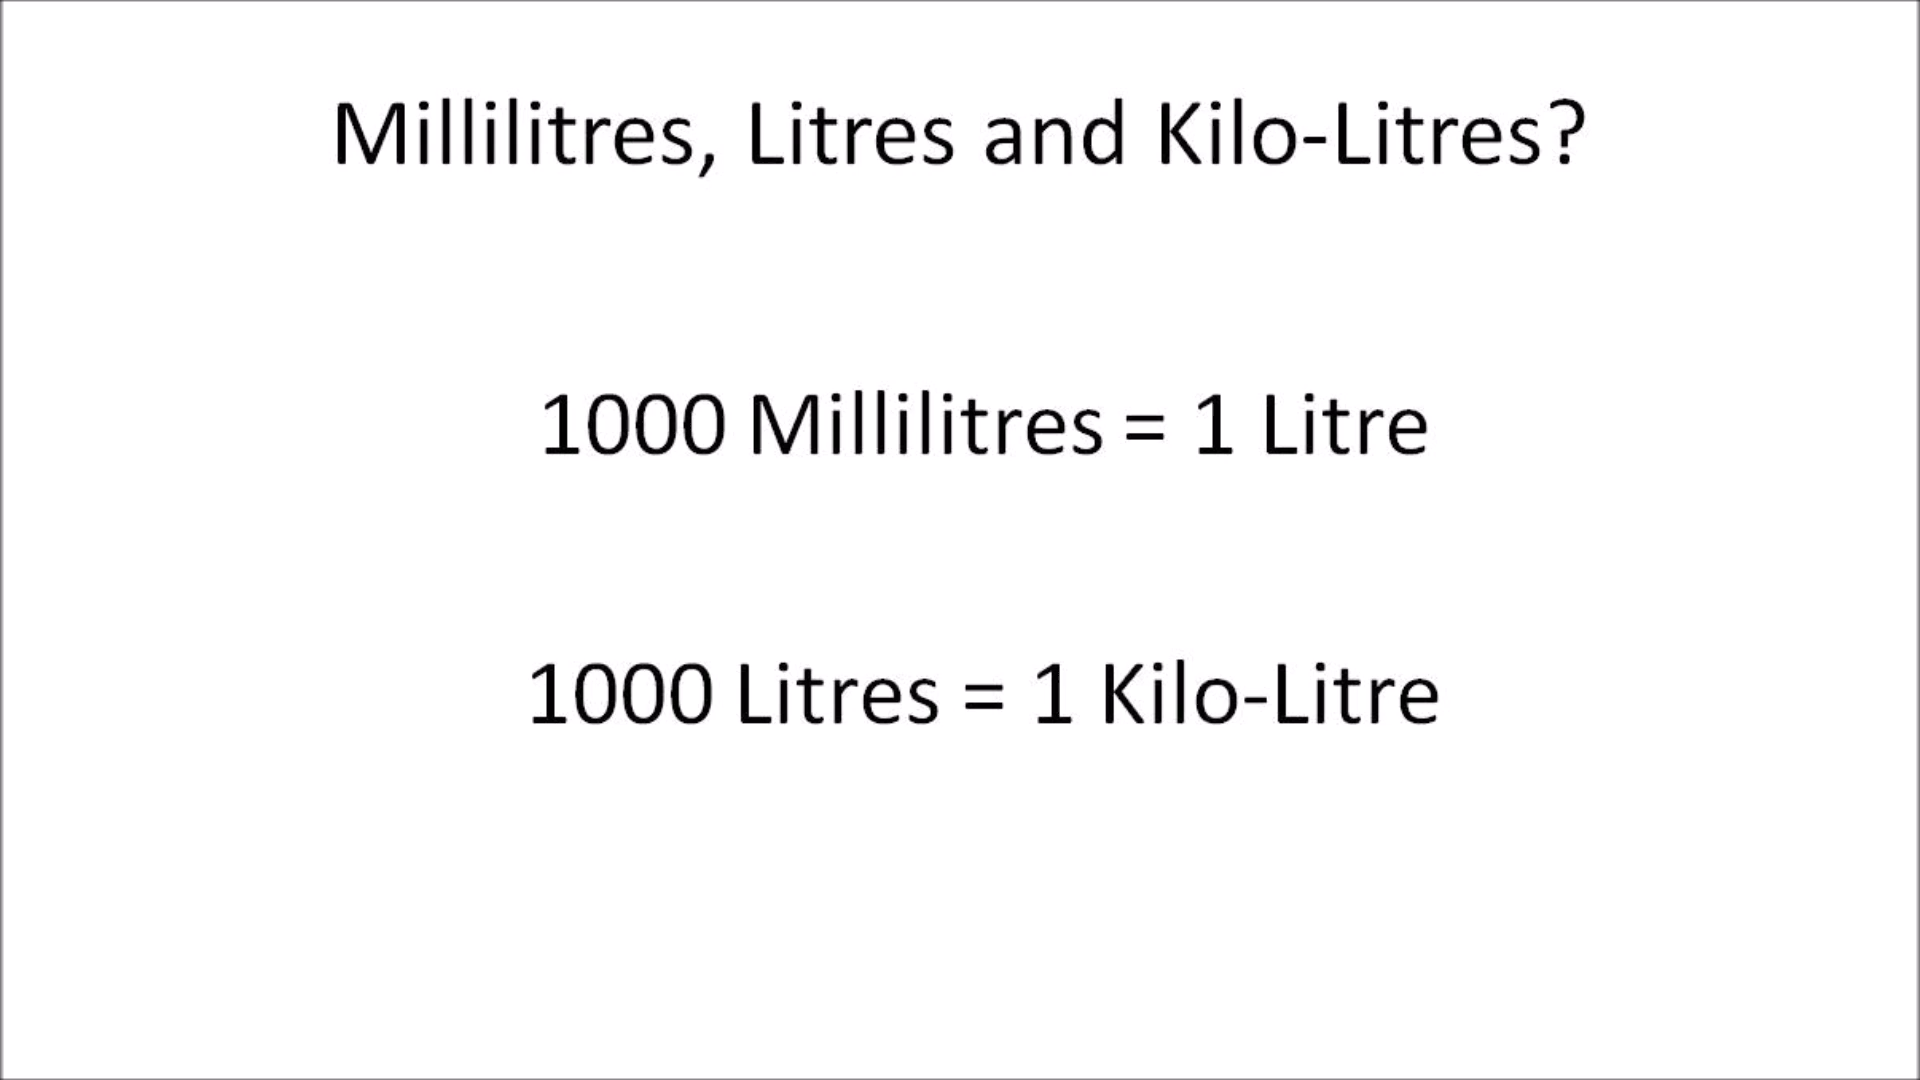 Millilitres, Litres and Kilo-Litres?
1000 Millilitres = 1 Litre
1000 Litres = 1 Kilo-Litre